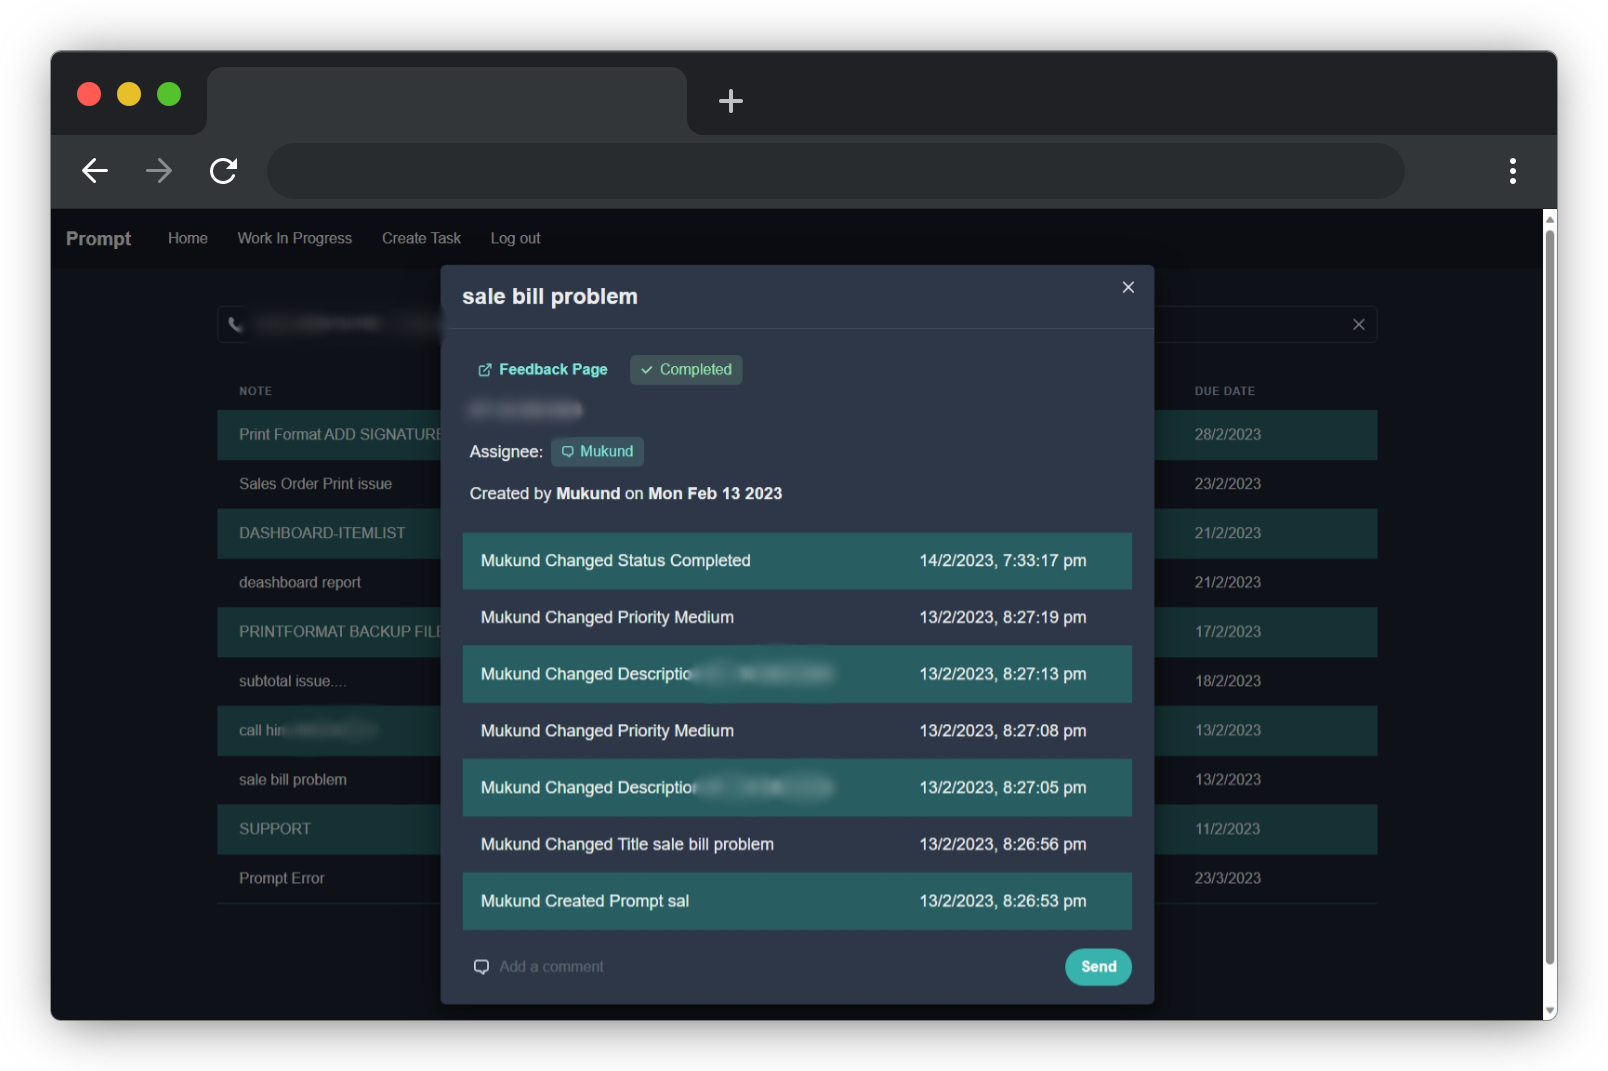 Prompt Home Work In Progress Create Task Log out
sale bill problem
Feedback Page Completed
Assignee: Mukund
Created by Mukund on Mon Feb 13 2023
Mukund Changed Status Completed 14/2/2023, 7:33:17 pm
Mukund Changed Priority Medium 13/2/2023, 8:27:19 pm
Mukund Changed Description 13/2/2023, 8:27:13 pm
Mukund Changed Priority Medium 13/2/2023, 8:27:08 pm
Mukund Changed Description 13/2/2023, 8:27:05 pm
Mukund Changed Title sale bill problem 13/2/2023, 8:26:56 pm
Mukund Created Prompt sal 13/2/2023, 8:26:53 pm
Add a comment Send
NOTE DUE DATE
Print Format ADD SIGNATURE 28/2/2023
Sales Order Print issue 23/2/2023
DASHBOARD-ITEMLIST 21/2/2023
deashboard report 21/2/2023
PRINTFORMAT BACKUP FILE 17/2/2023
subtotal issue.... 18/2/2023
call 13/2/2023
sale bill problem 13/2/2023
SUPPORT 11/2/2023
Prompt Error 23/3/2023